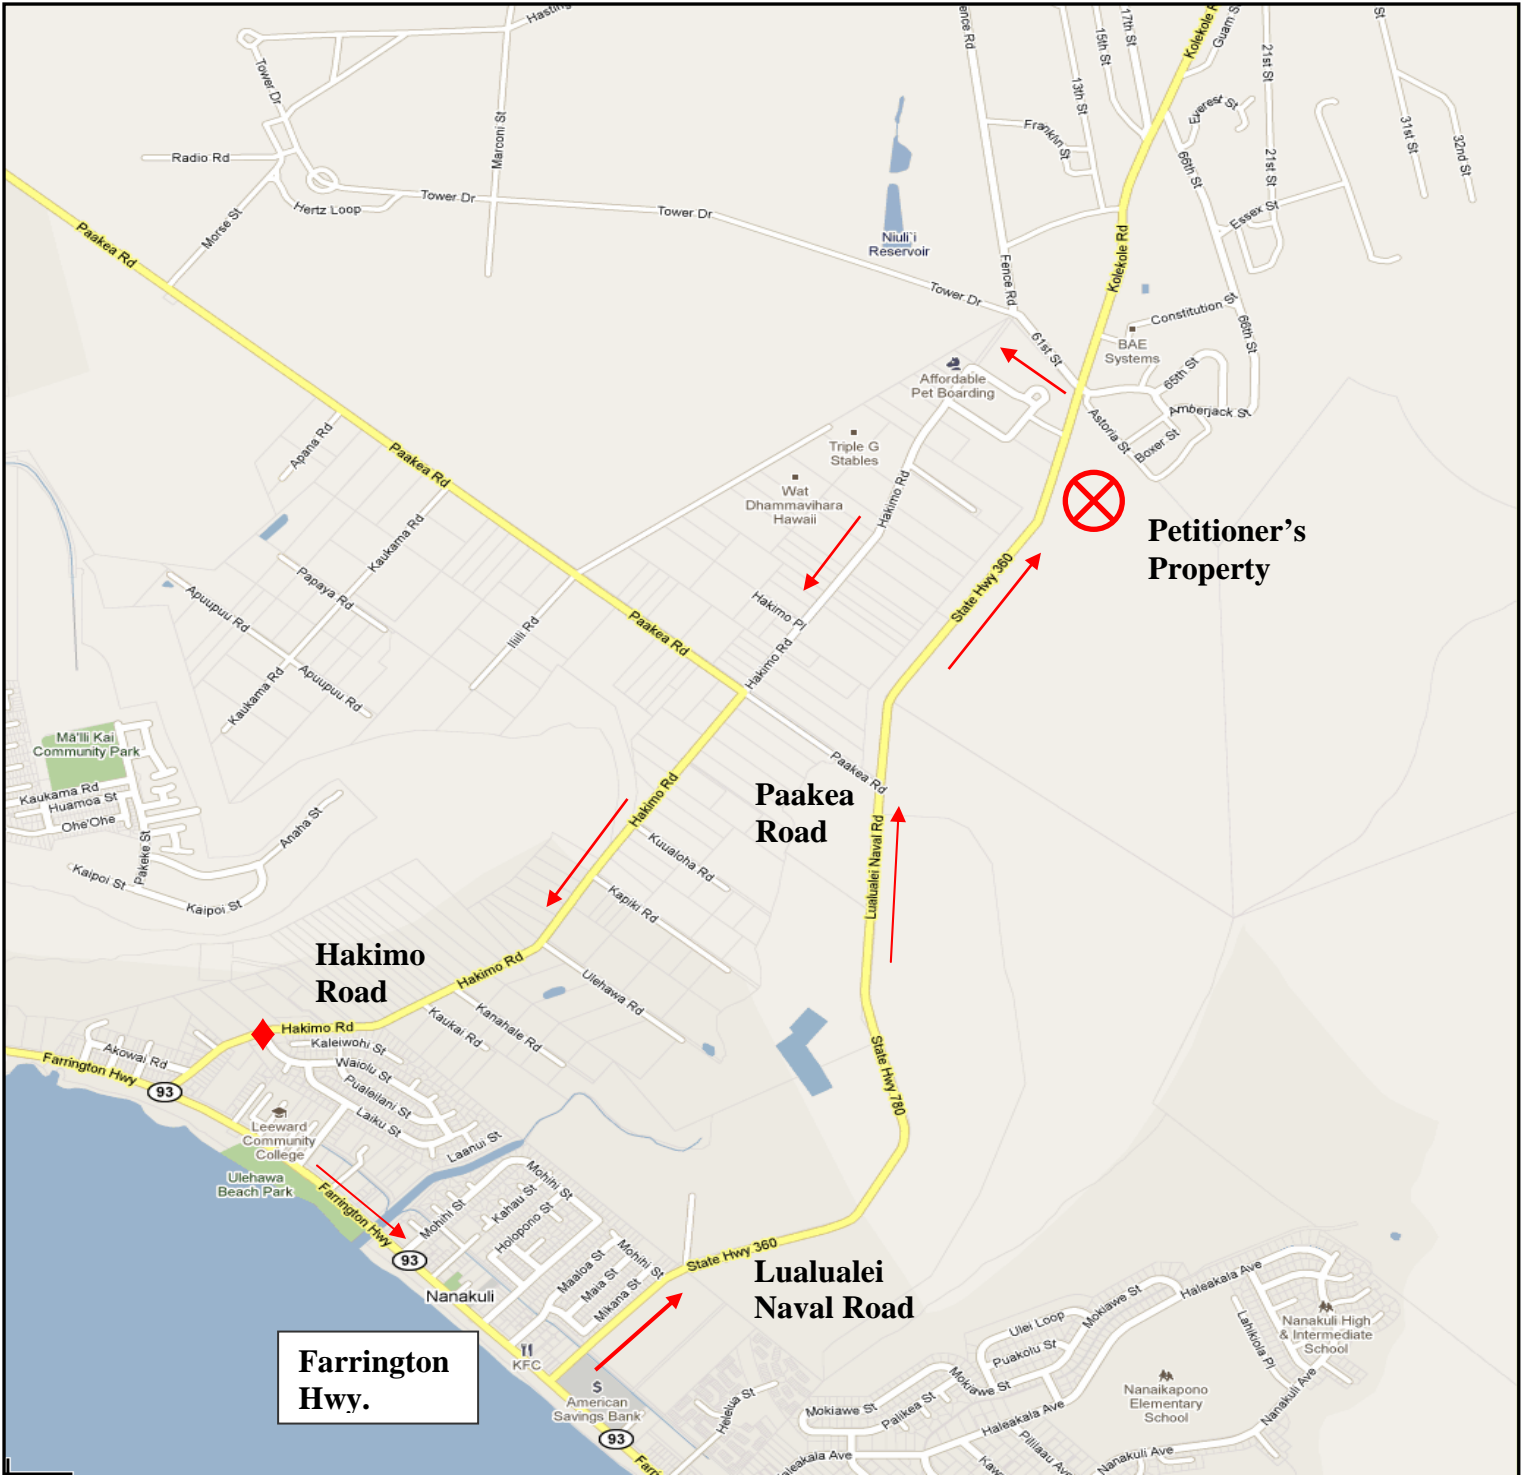 Hasting
ence Rd
17th St
15th St
Kolekole R
Guam S
21st St
St
Tower Dr
13th St
Everest St
31st St
32nd St
Marconi St
Franklin St
Radio Rd
66th St
21st St
Tower Dr
Hertz Loop
Tower Dr
Essex St
Morse St
Paakea Rd
Niuli'i
Reservoir
Fence Rd
Kolekole Rd
Tower Dr
Constitution St
66th St
61st St
BAE
Systems
Affordable
Pet Boarding
65th St
Amberjack St
Astoria St
Boxer St
Apana Rd
Paakea Rd
Triple G
Stables
Wat
Dhammavihara
Hawaii
Hakimo Rd
Petitioner's
Property
Kaukama Rd
Papaya Rd
Apuupuu Rd
State Hwy 360
Hakimo Pl
Iliili Rd
Paakea Rd
Hakimo Rd
Kaukama Rd
Apuupuu Rd
Mā'Ili Kai
Community Park
Paakea Rd
Kaukama Rd
Huamoa St
Ohe'Ohe
Paakea
Road
Hakimo Rd
Anaha St
Pakeke St
Kuualoha Rd
Lualualei Naval Rd
Kaipoi St
Kaipoi St
Kapiki Rd
Hakimo
Road
Hakimo Rd
Ulehawa Rd
Hakimo Rd
Kanahale Rd
Kaukai Rd
Kaleiwohi St
Akowai Rd
Farrington Hwy
93
Waiolu St
Pualeilani St
Laiku St
State Hwy 780
Leeward
Community
College
Laanui St
Ulehawa
Beach Park
Farrington Hwy
Mohihi St
Mohihi St
Kahau St
Holopono St
93
Mohihi St
Maaloa St
Maia St
Mikana St
State Hwy 360
Nanakuli
Lualualei
Naval Road
Haleakala Ave
Mokiawe St
Ulei Loop
Puakolu St
Lahikiola Pl
Nanakuli High
& Intermediate
School
Farrington
Hwy.
KFC
American
Savings Bank
Helelua St
Mokiawe St
Mokiawe St
Palikea St
Nanaikapono
Elementary
School
Nanakuli Ave
Haleakala Ave
93
Farri
aleakala Ave
Kaw
Pililaau Av
Nanakuli Ave